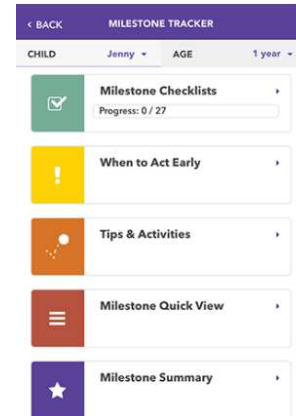 < BACK MILESTONE TRACKER
CHILD Jenny AGE 1 year
Milestone Checklists
Progress: 0 / 27
When to Act Early
Tips & Activities
Milestone Quick View
Milestone Summary